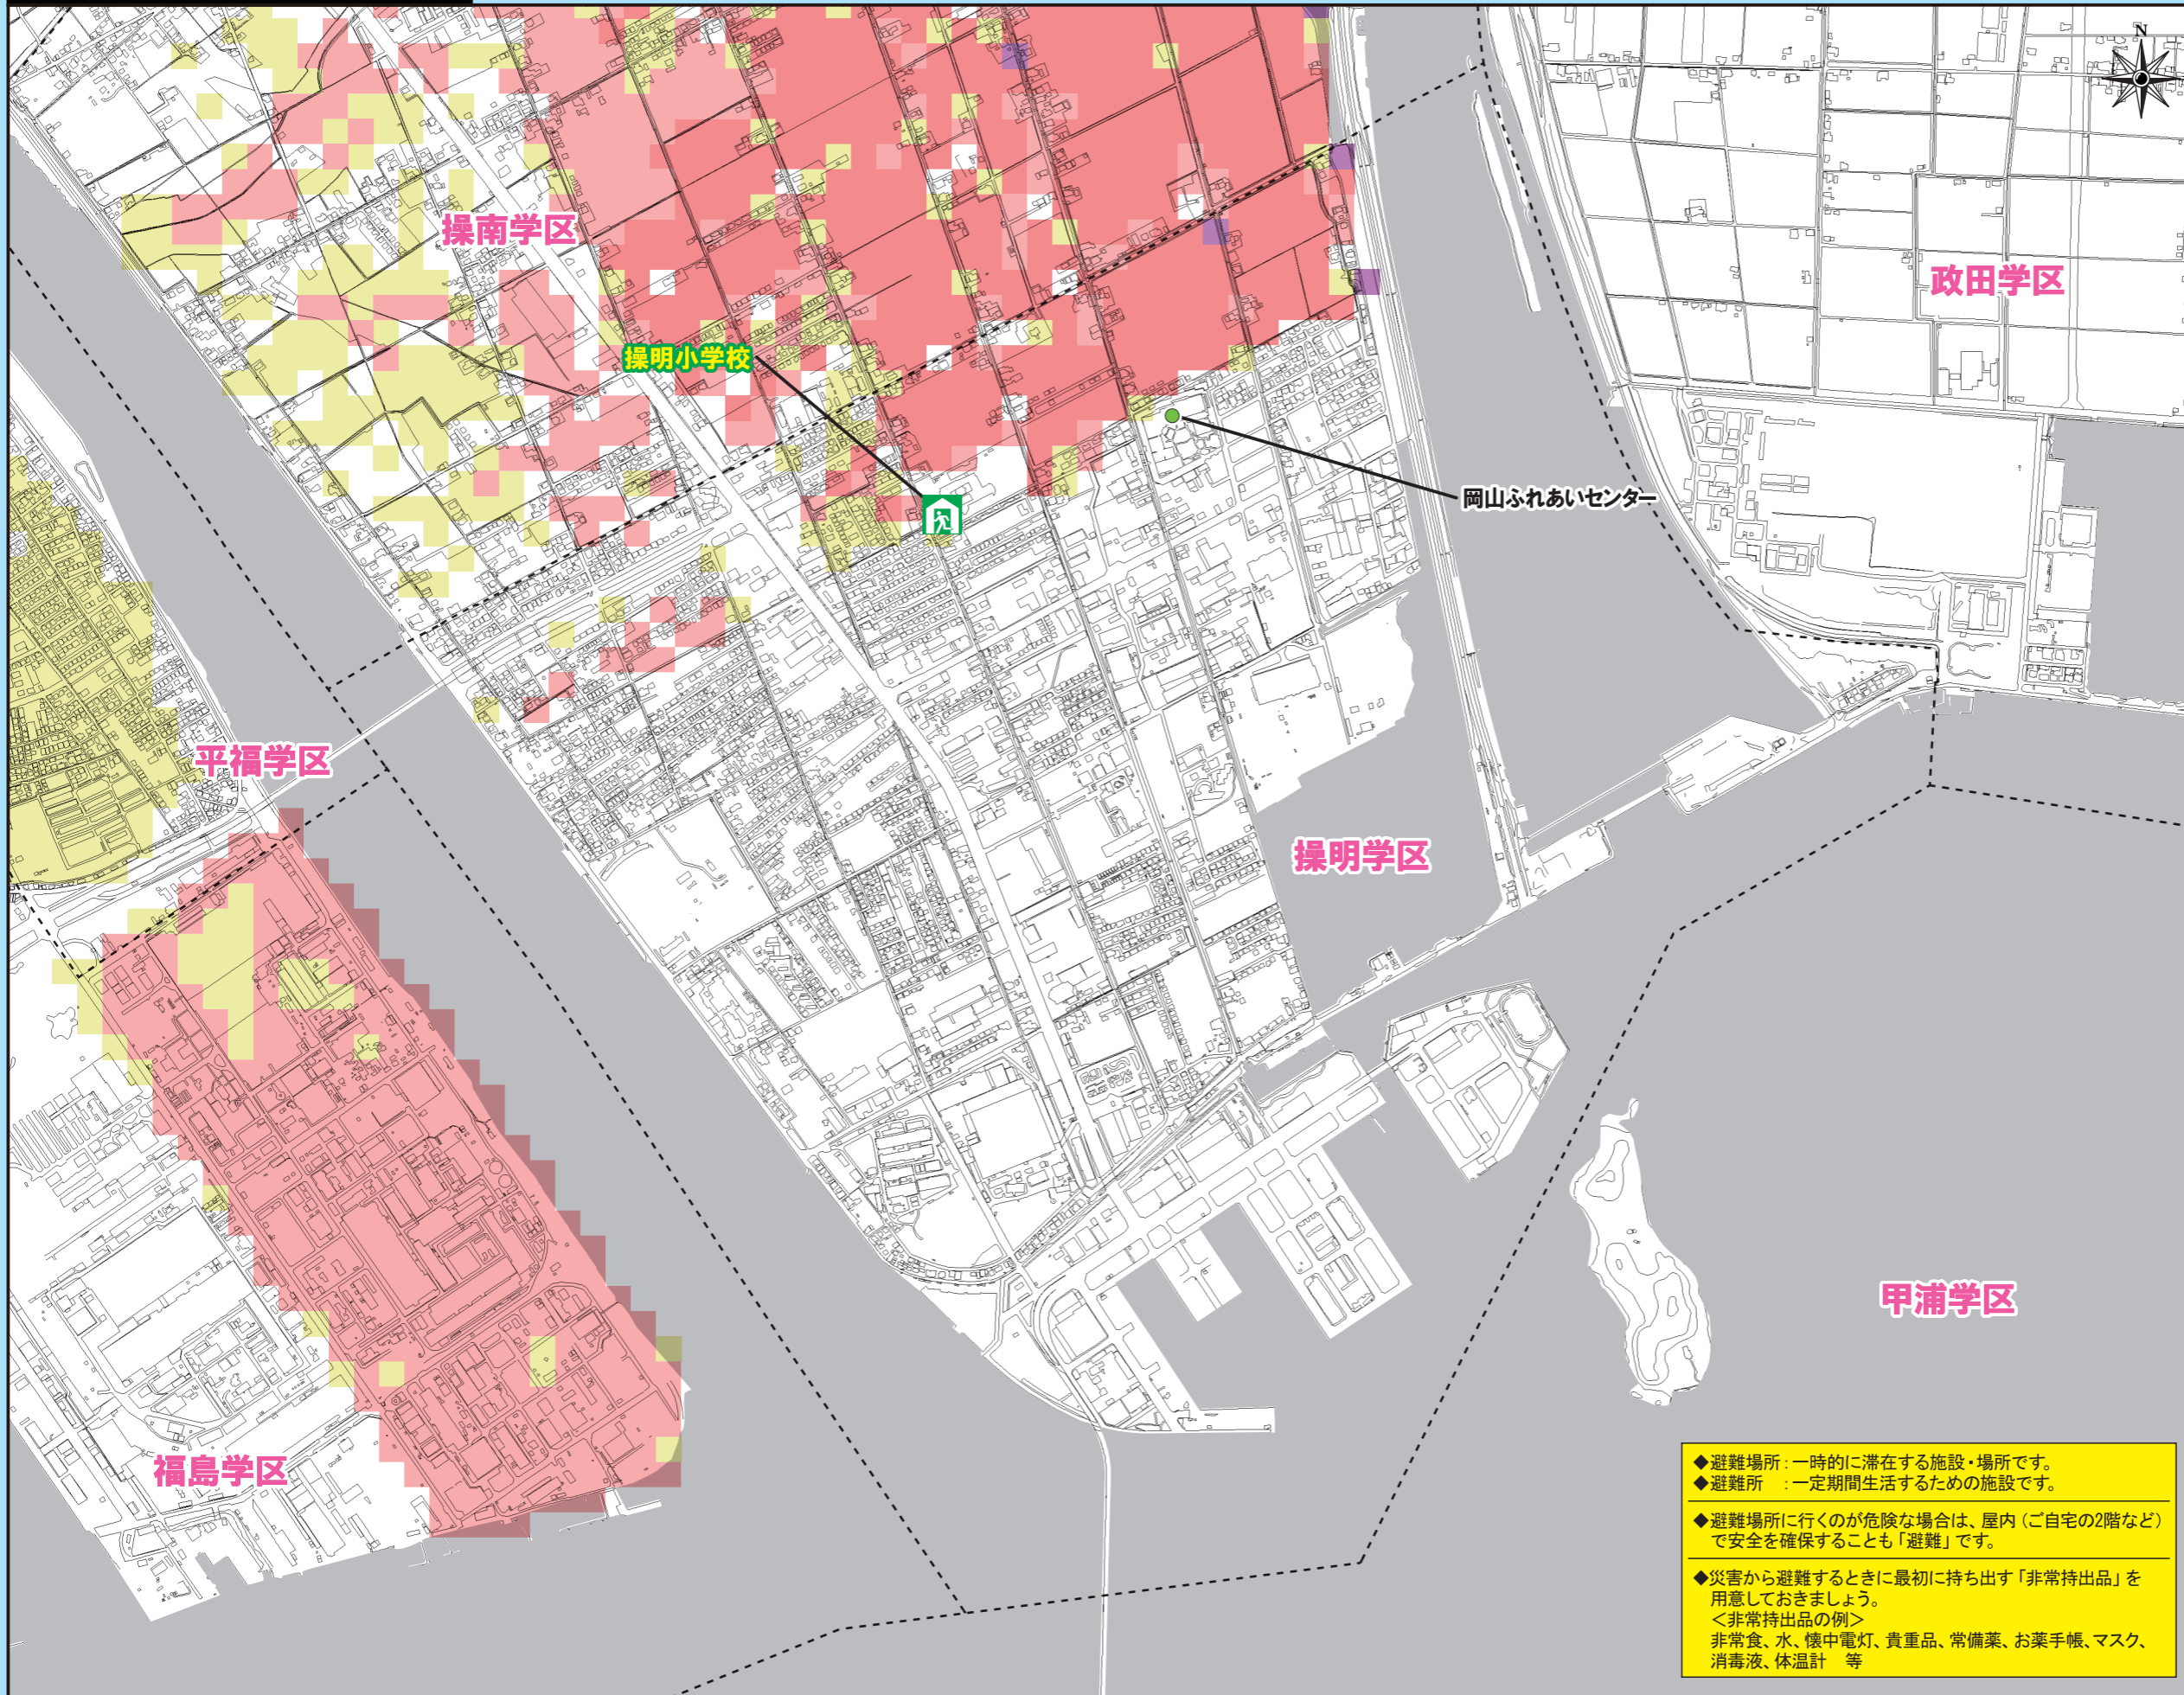 N
操南学区
政田学区
操明小学校
岡山ふれあいセンター
平福学区
操明学区
甲浦学区
福島学区
◆避難場所：一時的に滞在する施設・場所です。
◆避難所　：一定期間生活するための施設です。
◆避難場所に行くのが危険な場合は、屋内（ご自宅の2階など）
で安全を確保することも「避難」です。
◆災害から避難するときに最初に持ち出す「非常持出品」を
用意しておきましょう。
＜非常持出品の例＞
非常食、水、懐中電灯、貴重品、常備薬、お薬手帳、マスク、
消毒液、体温計　等